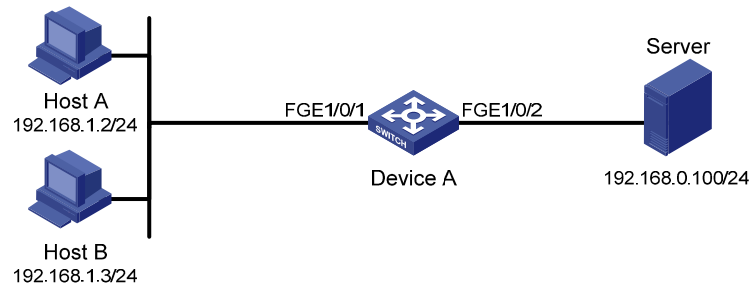 Host A
192.168.1.2/24
Host B
192.168.1.3/24
FGE1/0/1
SWITCH
FGE1/0/2
Device A
Server
192.168.0.100/24